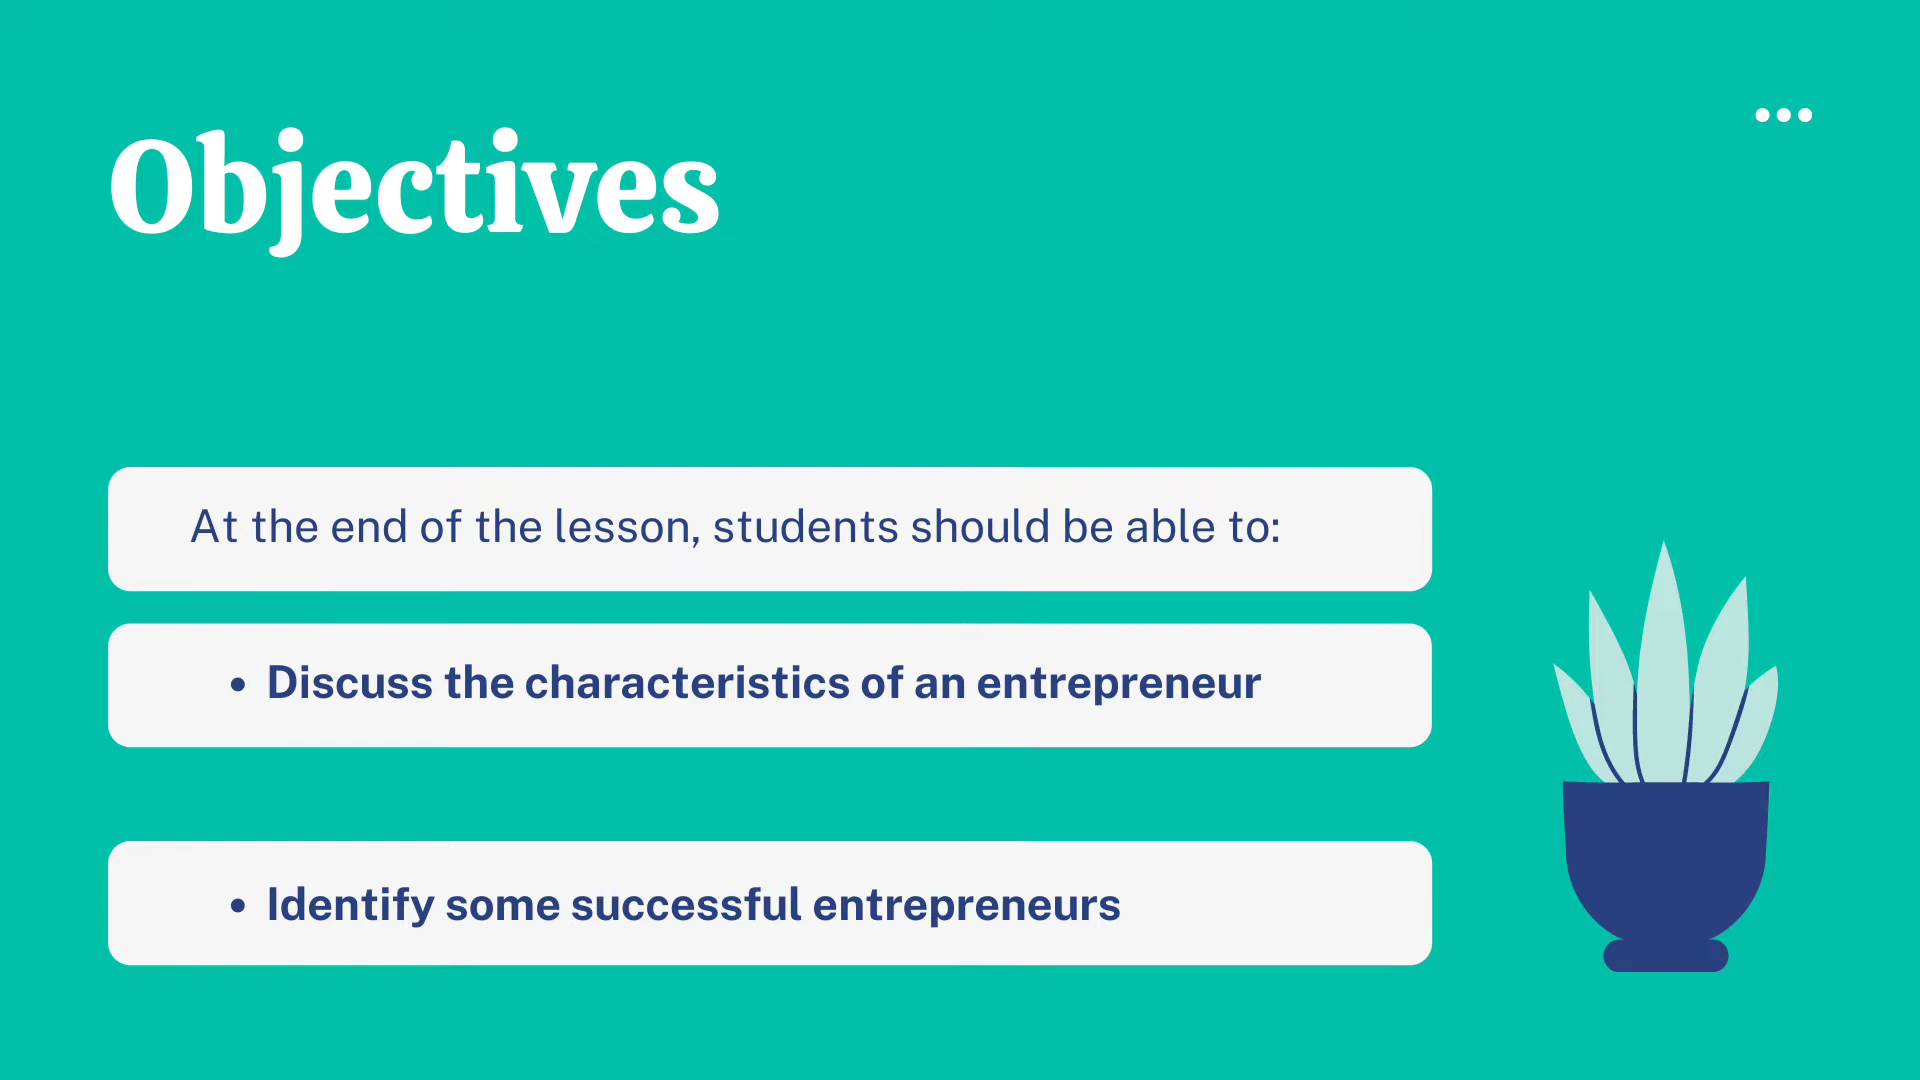 Objectives
At the end of the lesson, students should be able to:
• Discuss the characteristics of an entrepreneur
• Identify some successful entrepreneurs